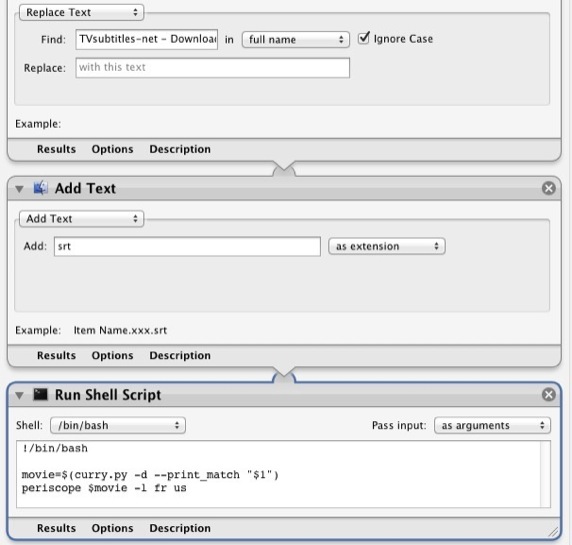 Replace Text
Find: TVsubtitles-net - Downloa in full name Ignore Case
Replace: with this text
Example:
Results Options Description
Add Text
Add Text
Add: srt as extension
Example: Item Name.xxx.srt
Results Options Description
Run Shell Script
Shell: /bin/bash Pass input: as arguments
!/bin/bash
movie=$(curry.py -d --print_match "$1")
periscope $movie -l fr us
Results Options Description